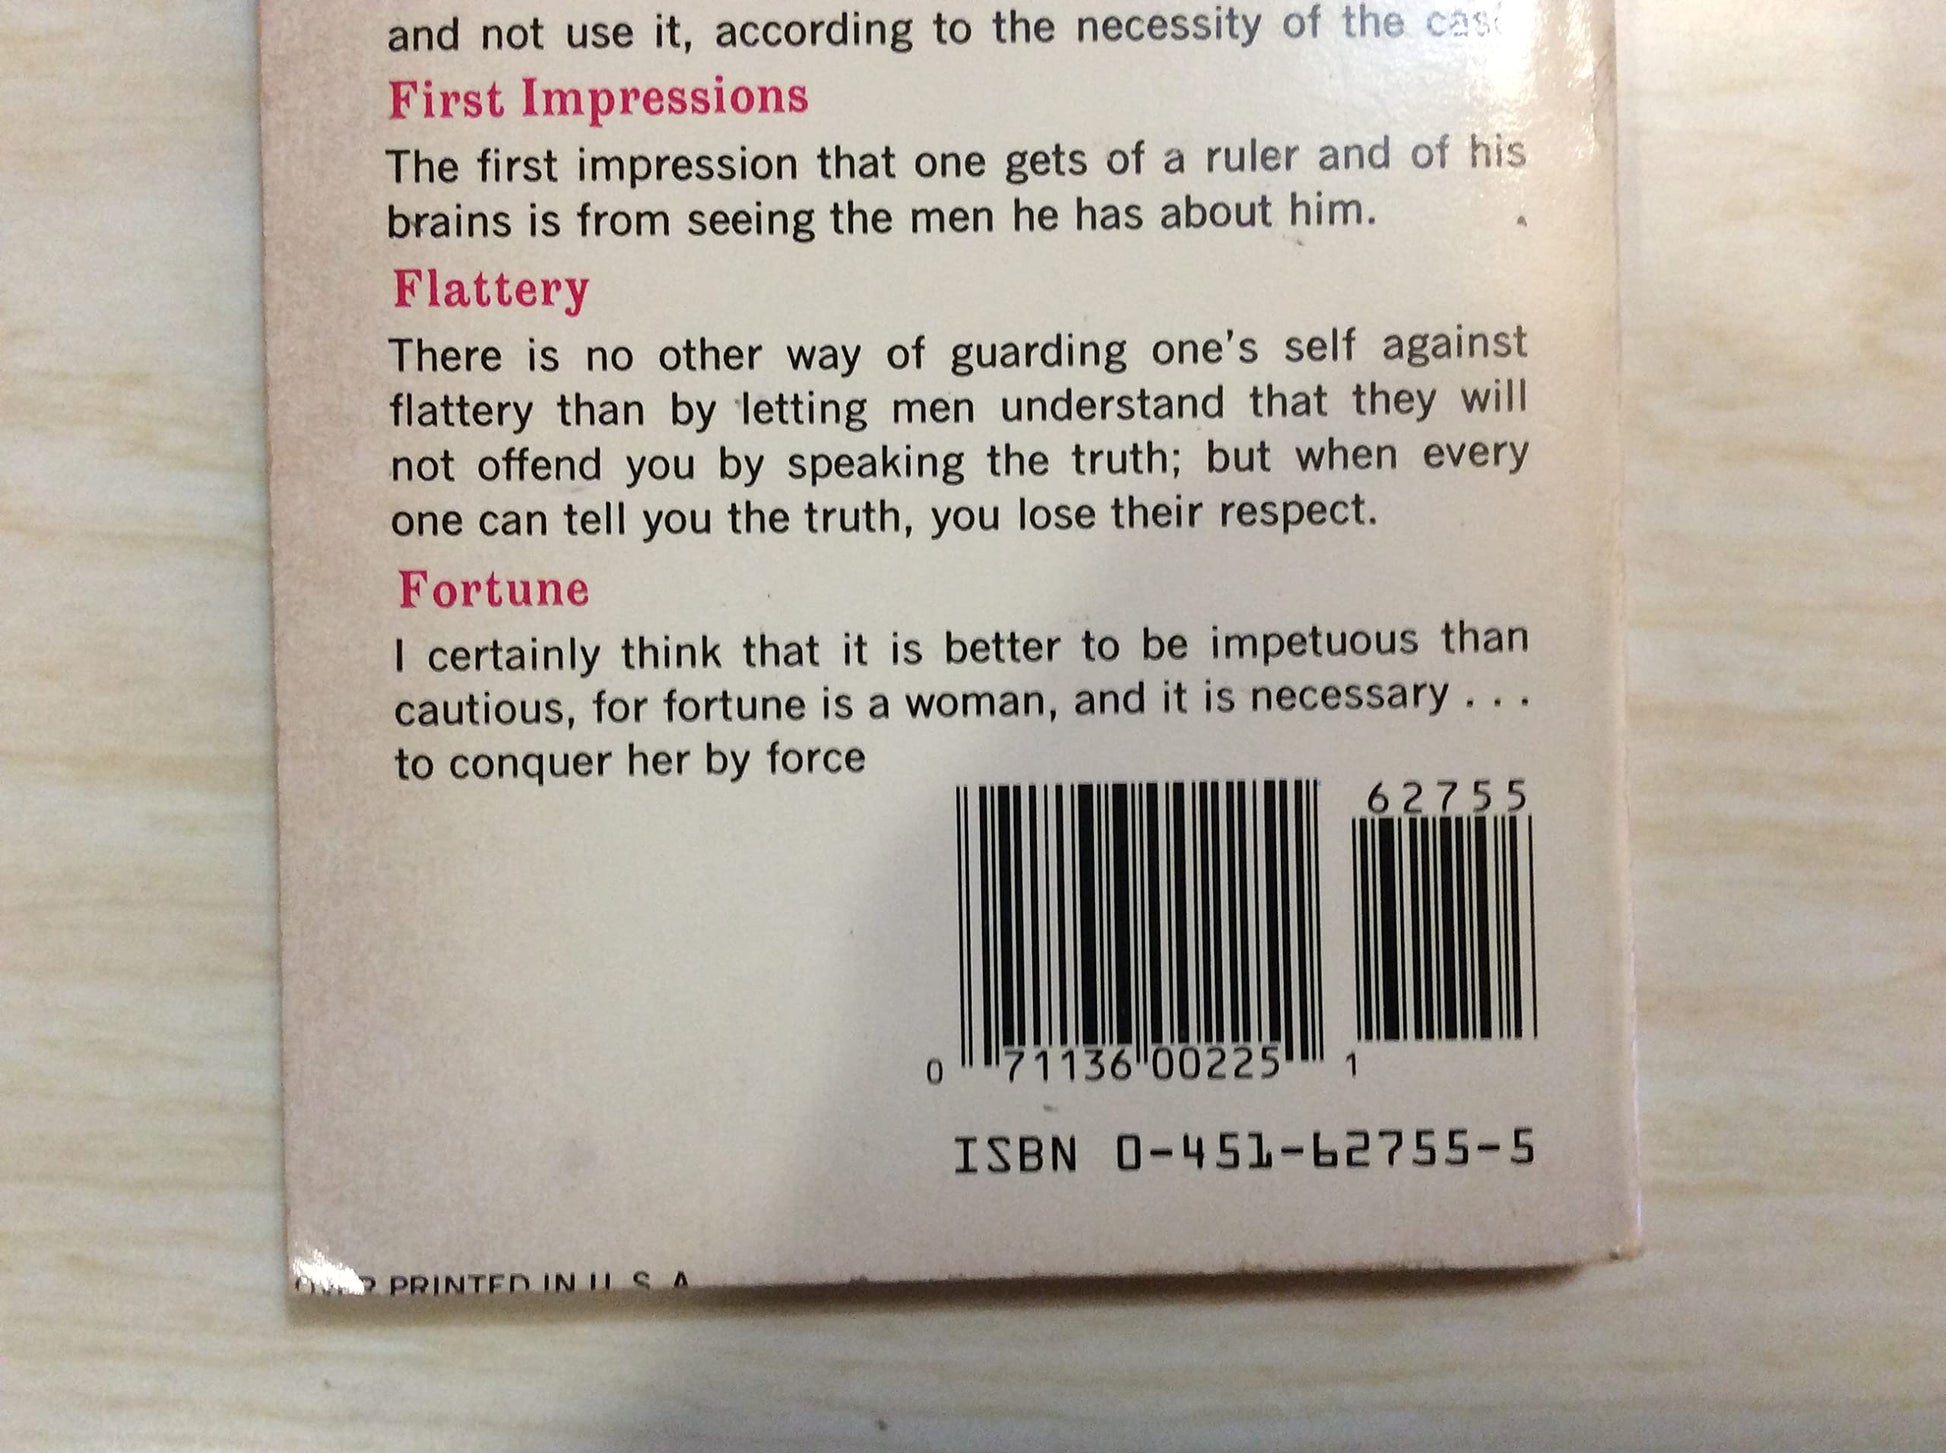 and not use it, according to the necessity of the case
First Impressions
The first impression that one gets of a ruler and of his
brains is from seeing the men he has about him.
Flattery
There is no other way of guarding one's self against
flattery than by letting men understand that they will
not offend you by speaking the truth; but when every
one can tell you the truth, you lose their respect.
Fortune
I certainly think that it is better to be impetuous than
cautious, for fortune is a woman, and it is necessary . . .
to conquer her by force
62755
0 71136 00225 1
ISBN 0-451-62755-5
PRINTED IN U. S. A